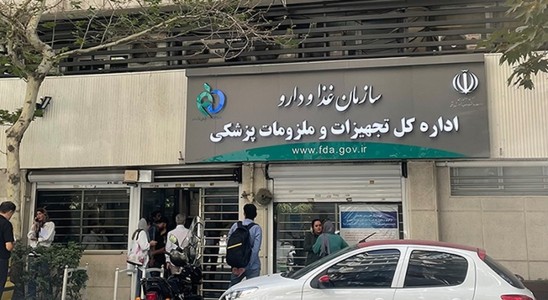 سازمان غذا و دارو
اداره کل تجهیزات و ملزومات پزشکی
www.fda.gov.ir